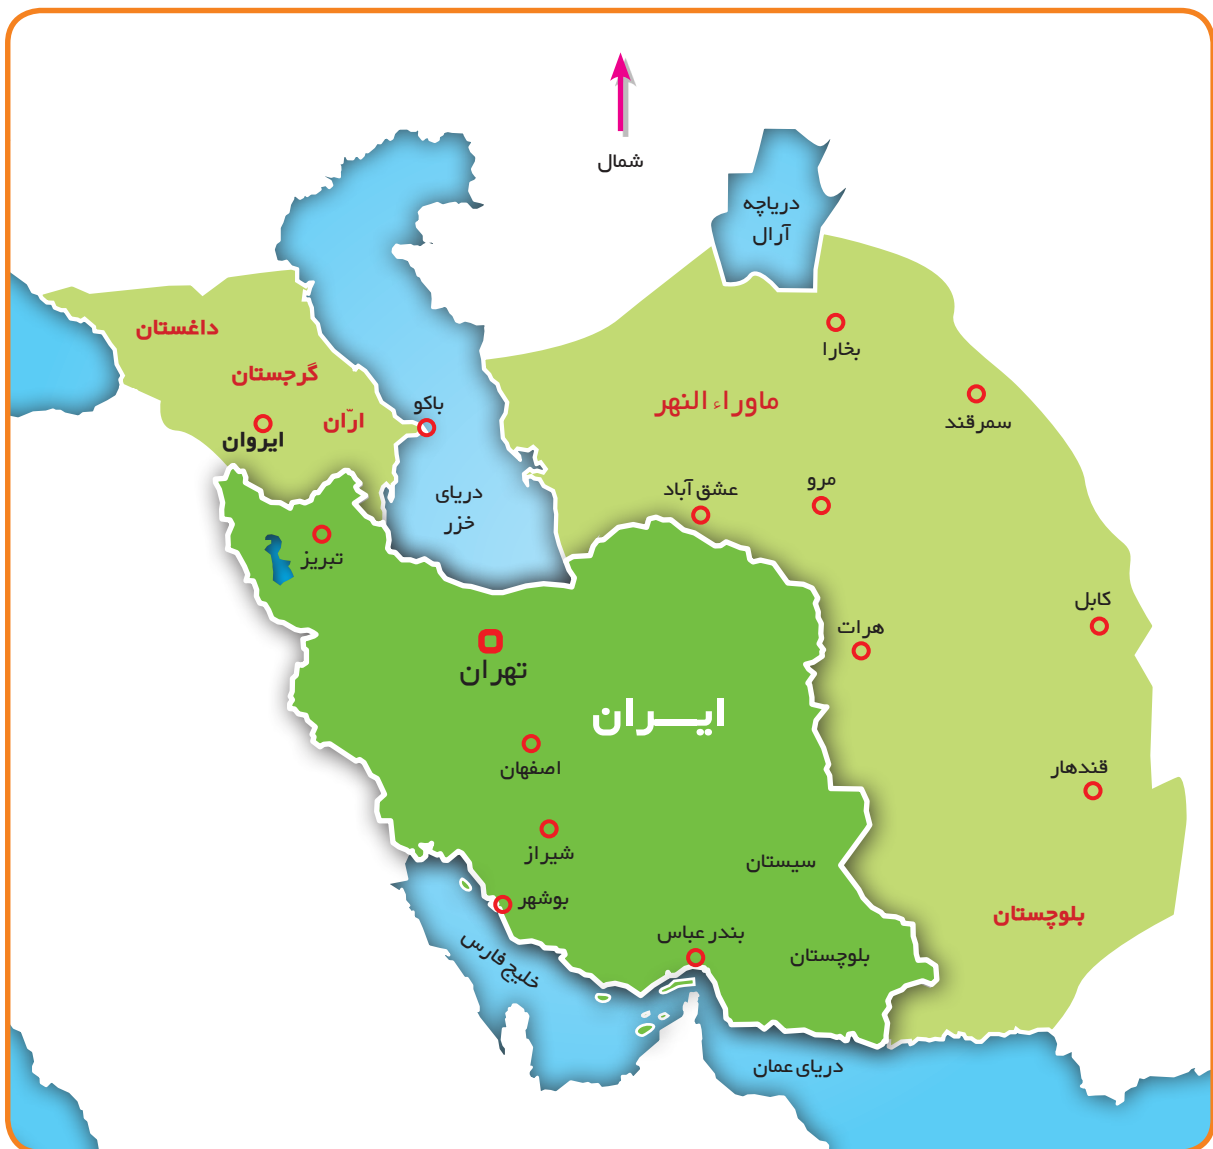 شمال
دریاچه
آرال
داغستان
بخارا
گرجستان
ماوراء النهر
باکو
ارّان
سمرقند
ایروان
مرو
عشق آباد
دریای
خزر
تبریز
کابل
هرات
تهران
ایـــران
اصفهان
قندهار
شیراز
سیستان
بوشهر
بلوچستان
بندر عباس
خلیج فارس
بلوچستان
دریای عمان